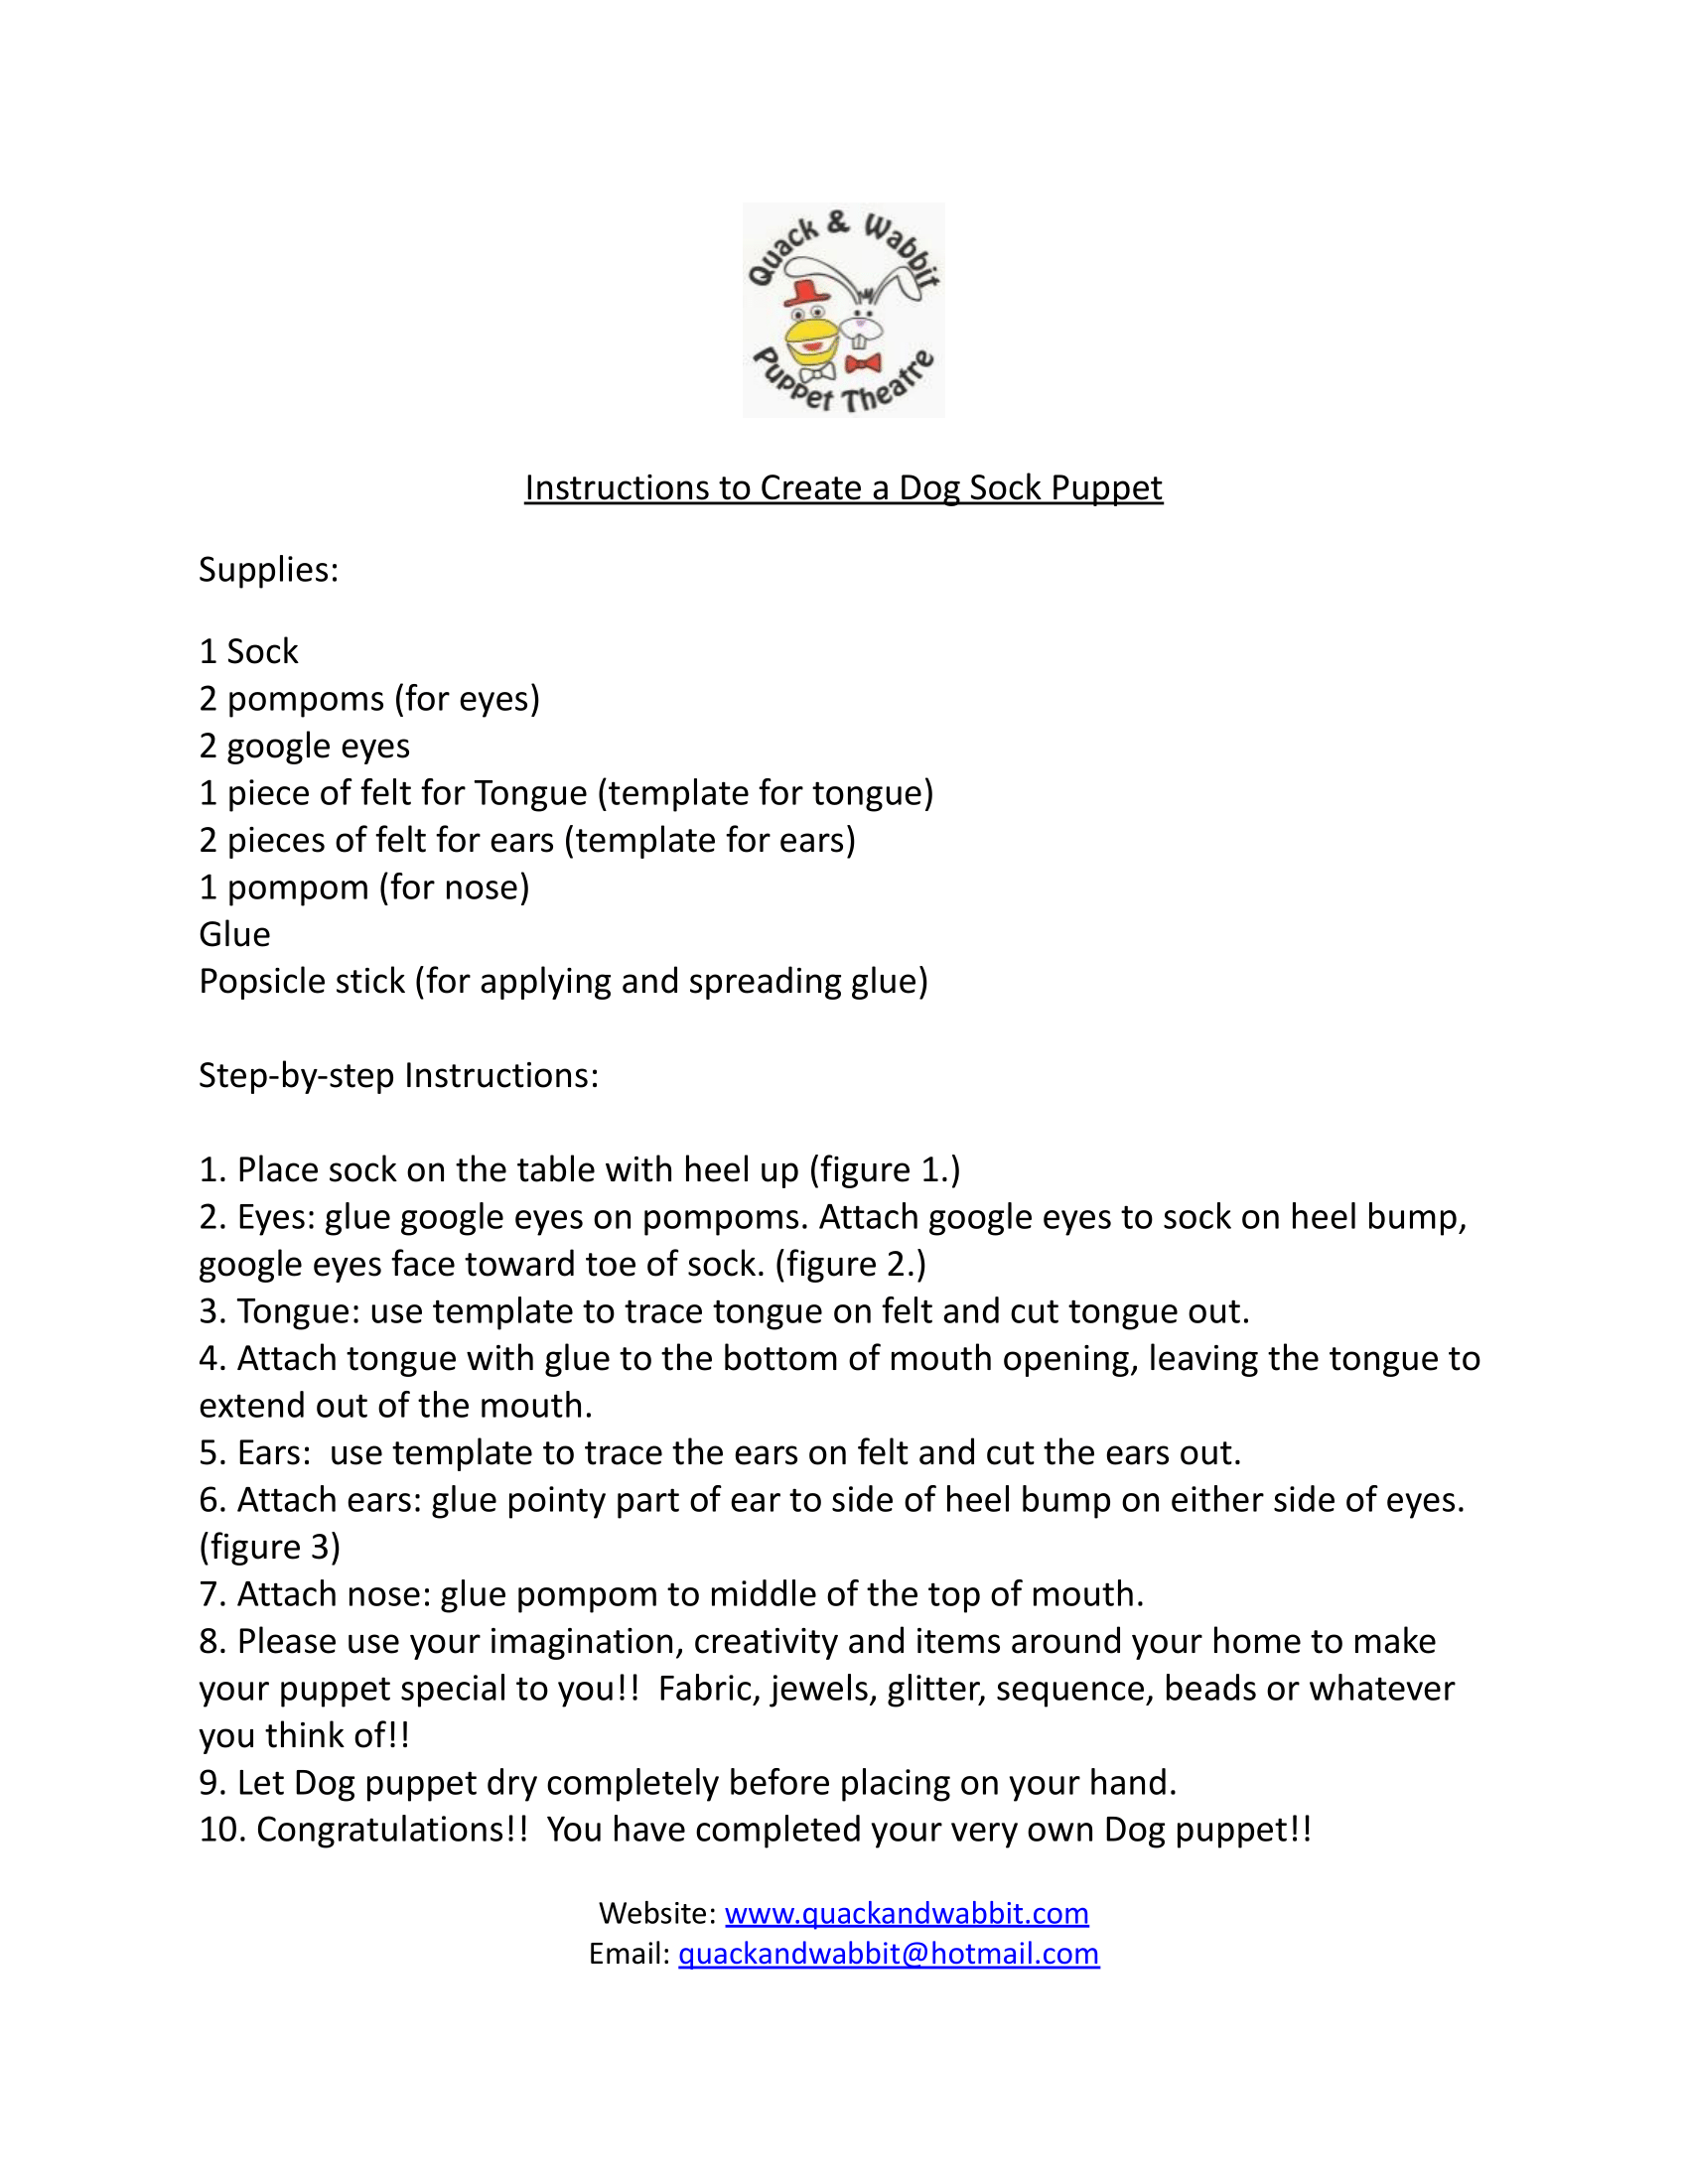 Quack & Wabbit
Puppet Theatre
Instructions to Create a Dog Sock Puppet
Supplies:
1 Sock
2 pompoms (for eyes)
2 google eyes
1 piece of felt for Tongue (template for tongue)
2 pieces of felt for ears (template for ears)
1 pompom (for nose)
Glue
Popsicle stick (for applying and spreading glue)
Step-by-step Instructions:
1. Place sock on the table with heel up (figure 1.)
2. Eyes: glue google eyes on pompoms. Attach google eyes to sock on heel bump,
google eyes face toward toe of sock. (figure 2.)
3. Tongue: use template to trace tongue on felt and cut tongue out.
4. Attach tongue with glue to the bottom of mouth opening, leaving the tongue to
extend out of the mouth.
5. Ears:  use template to trace the ears on felt and cut the ears out.
6. Attach ears: glue pointy part of ear to side of heel bump on either side of eyes.
(figure 3)
7. Attach nose: glue pompom to middle of the top of mouth.
8. Please use your imagination, creativity and items around your home to make
your puppet special to you!!  Fabric, jewels, glitter, sequence, beads or whatever
you think of!!
9. Let Dog puppet dry completely before placing on your hand.
10. Congratulations!!  You have completed your very own Dog puppet!!
Website: www.quackandwabbit.com
Email: quackandwabbit@hotmail.com